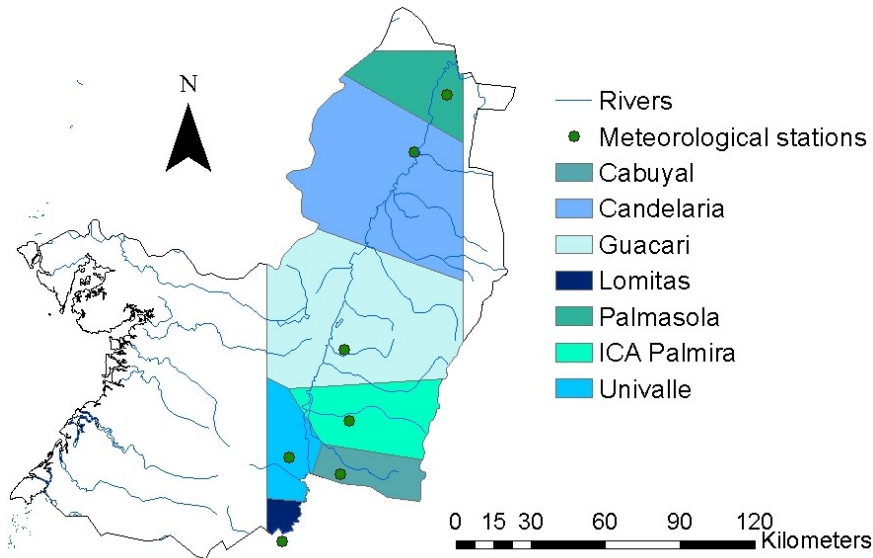 N
Rivers
Meteorological stations
Cabuyal
Candelaria
Guacari
Lomitas
Palmasola
ICA Palmira
Univalle
0 15 30 60 90 120
Kilometers